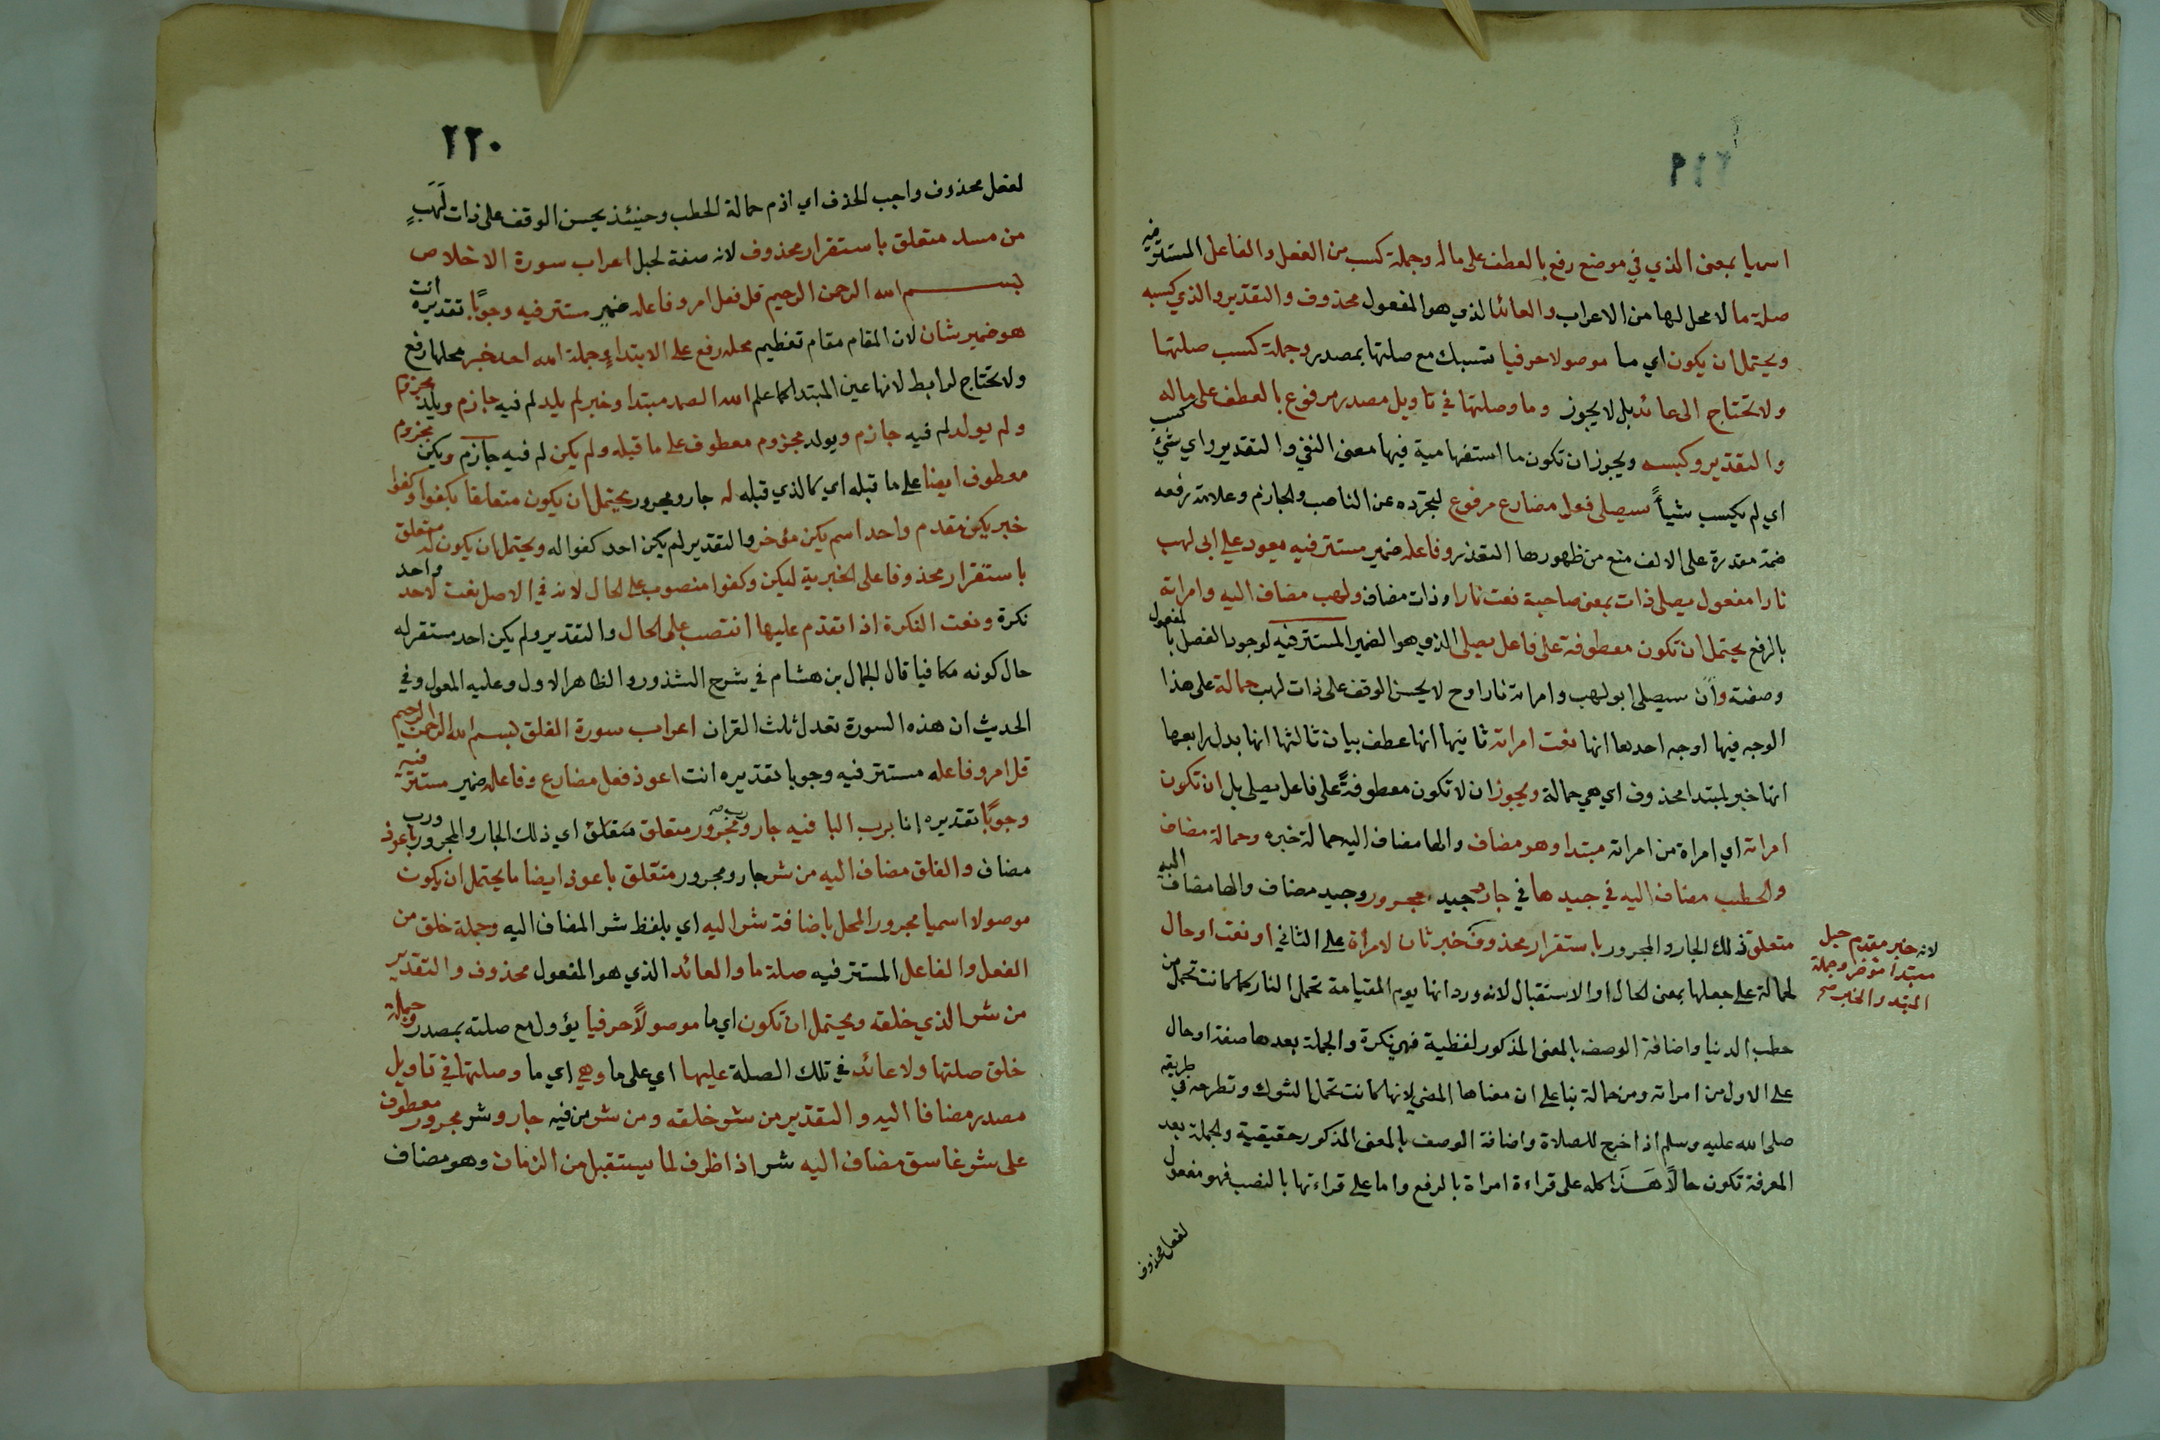 ٢١٩
اسميا بمعنى الذي في موضع رفع بالعطف على ماله وجملة كسب من الفعل والفاعل المستتر فيه
صلة ما لا محل لها من الاعراب والعائد الذي هو المفعول محذوف والتقدير والذي كسبه
ويحتمل ان يكون اي ما موصولا حرفيا تنسبك مع صلتها بمصدر وجملة كسب صلتها
ولا تحتاج الى عائد بل لا يجوز وما وصلتها في تاويل مصدر مرفوع بالعطف على ماله
والتقدير وكسبه ويجوز ان تكون ما استفهامية فيها معنى النفي والتقدير واي شيئ كسب
اي لم يكسب شيأً سيصلى فعل مضارع مرفوع لتجرده عن الناصب والجازم وعلامة رفعه
ضمة مقدرة على الالف منع من ظهورها التعذر وفاعله ضمير مستتر فيه يعود على ابي لهب
نارا مفعول يصلى ذات بمعنى صاحبة نعت نارا وذات مضاف ولهب مضاف اليه وامراته
بالرفع يحتمل ان تكون معطوفة على فاعل يصلى الذي هو الضمير المستتر فيه لوجود الفصل بالمفعول
وصفته وان سيصلى ابو لهب وامراته نارا وح لا يحسن الوقف على ذات لهب حمالة على هذا
الوجه فيها اوجه احدها انها نعت امراته ثانيها انها عطف بيان ثالثها انها بدل رابعها
انها خبر لمبتدا محذوف اي هي حمالة ويجوز ان لا تكون معطوفةً على فاعل يصلى بل ان تكون
امراته اي امراة من امراته مبتدا وهو مضاف والها مضاف اليه حمالة خبره وحمالة مضاف
والحطب مضاف اليه في جيدها في جار وجيد مجرور وجيد مضاف والها مضاف اليه
متعلق ذلك الجار والمجرور باستقرار محذوف خبر ثان لامراة على الثاني او نعت او حال
لحمالة على جعلها بمعنى الحال او الاستقبال لانه ورد انها يوم القيامة تحمل النار كما كانت تحمل من
حطب الدنيا واضافة الوصف بالمعنى المذكور لفظية فهي نكرة والجملة بعدها صفة او حال
على الاول من امراته ومن حمالة بنا على ان معناها المضي لانها كانت تحمل الشوك وتطرحه في طريقه
صلى الله عليه وسلم اذا خرج للصلاة واضافة الوصف بالمعنى المذكور حقيقية والجملة بعد
المعرفة تكون حالاً هَذا كله على قراءة امراة بالرفع واما على قراءتها بالنصب فهو مفعول
لفعل محذوف
لانه خبر مقدم حبل
مبتدا مؤخر وجملة
المبتدا والخبر صح
٢٢٠
لفعل محذوف واجب الحذف اي اذم حمالة الحطب وحينئذ يحسن الوقف على ذات لَهَبٍ
من مسد متعلق باستقرار محذوف لانه صفة لحبل اعراب سورة الاخلاص
بسم الله الرحمن الرحيم قل فعل امر وفاعله ضمير مستتر فيه وجوبًا تقديره انت
هو ضمير شان لان المقام مقام تعظيم محله رفع على الابتداء وجملة الله احد خبر محلها رفع
ولا تحتاج لرابط لانها عين المبتدا كما علم الله الصمد مبتدا وخبر لم يلد لم فيه جازم ويلد مجزوم
ولم يولد لم فيه جازم ويولد مجزوم معطوف على ما قبله ولم يكن لم فيه جازم ويكن مجزوم
معطوف ايضا على ما قبله اي كالذي قبله له جار ومجرور يحتمل ان يكون متعلقا بكفوا وكفوا
خبر يكن مقدم واحد اسم يكن مؤخر والتقدير لم يكن احد كفوا له ويحتمل ان يكون له متعلق
باستقرار محذوفا على الخبرية ليكن وكفوا منصوب على الحال لانه في الاصل نعت لاحد واحد
نكرة ونعت النكرة اذا تقدم عليها انتصب على الحال والتقدير ولم يكن احد مستقر له
حال كونه مكافيا قال الجمال بن هشام في شرح الشذور والظاهر الاول وعليه المعول وفي
الحديث ان هذه السورة تعدل ثلث القران اعراب سورة الفلق بسم الله الرحمن الرحيم
قل امر وفاعله مستتر فيه وجوبا تقديره انت اعوذ فعل مضارع وفاعله ضمير مستتر فيه
وجوبًا تقديره انا برب البا فيه جار ورب مجرور متعلق متعلق اي ذلك الجار والمجرور باعوذ ورب
مضاف والفلق مضاف اليه من شر جار ومجرور متعلق باعوذ ايضا ما يحتمل ان يكون
موصولا اسميا مجرور المحل باضافة شر اليه اي بلفظ شر المضاف اليه وجملة خلق من
الفعل والفاعل المستتر فيه صلة ما والعائد الذي هو المفعول محذوف والتقدير
من شر الذي خلقه ويحتمل ان تكون اي ما موصولاً حرفيا يؤول مع صلته بمصدر وجملة
خلق صلتها ولا عائد في تلك الصلة عليها اي على ما وهي اي ما وصلتها في تاويل
مصدر مضافا اليه والتقدير من شر خلقه ومن شر من فيه جار وشر مجرور معطوف
على شر غاسق مضاف اليه شر اذا ظرف لما يستقبل من الزمان وهو مضاف